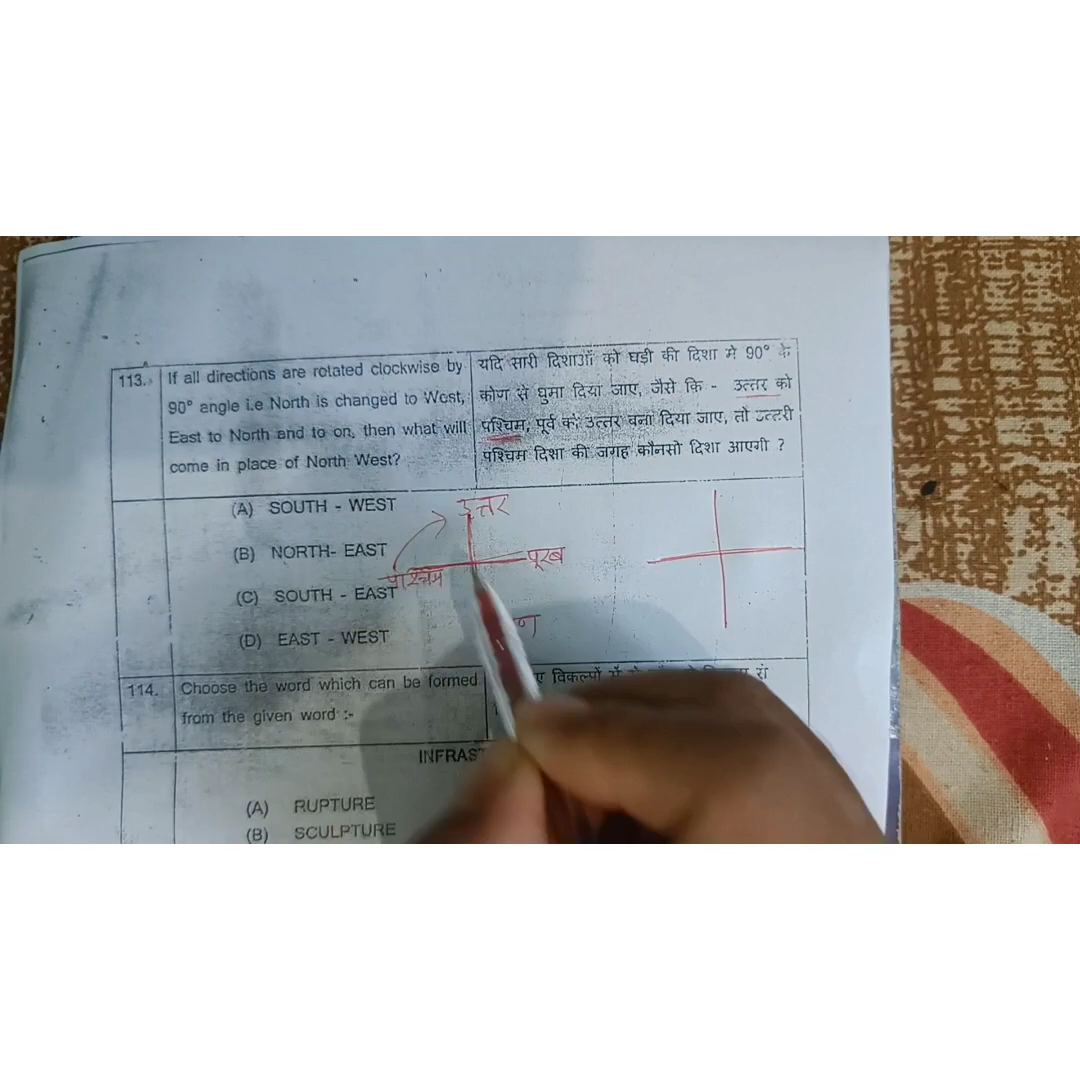 113. If all directions are rotated clockwise by
90° angle i.e North is changed to West,
East to North and to on, then what will
come in place of North West?
यदि सारी दिशाओं को घडी की दिशा मे 90° के
कोण से घुमा दिया जाए, जैसे कि - उत्तर को
पश्चिम, पूर्व को उत्तर बना दिया जाए, तो उत्तरी
पश्चिम दिशा की जगह कौनसी दिशा आएगी ?
(A) SOUTH - WEST
(B) NORTH- EAST
(C) SOUTH - EAST
(D) EAST - WEST
उत्तर
पूरब
पश्चिम
ण
114. Choose the word which can be formed
from the given word :-
विकल्पों
INFRAST
(A) RUPTURE
(B) SCULPTURE